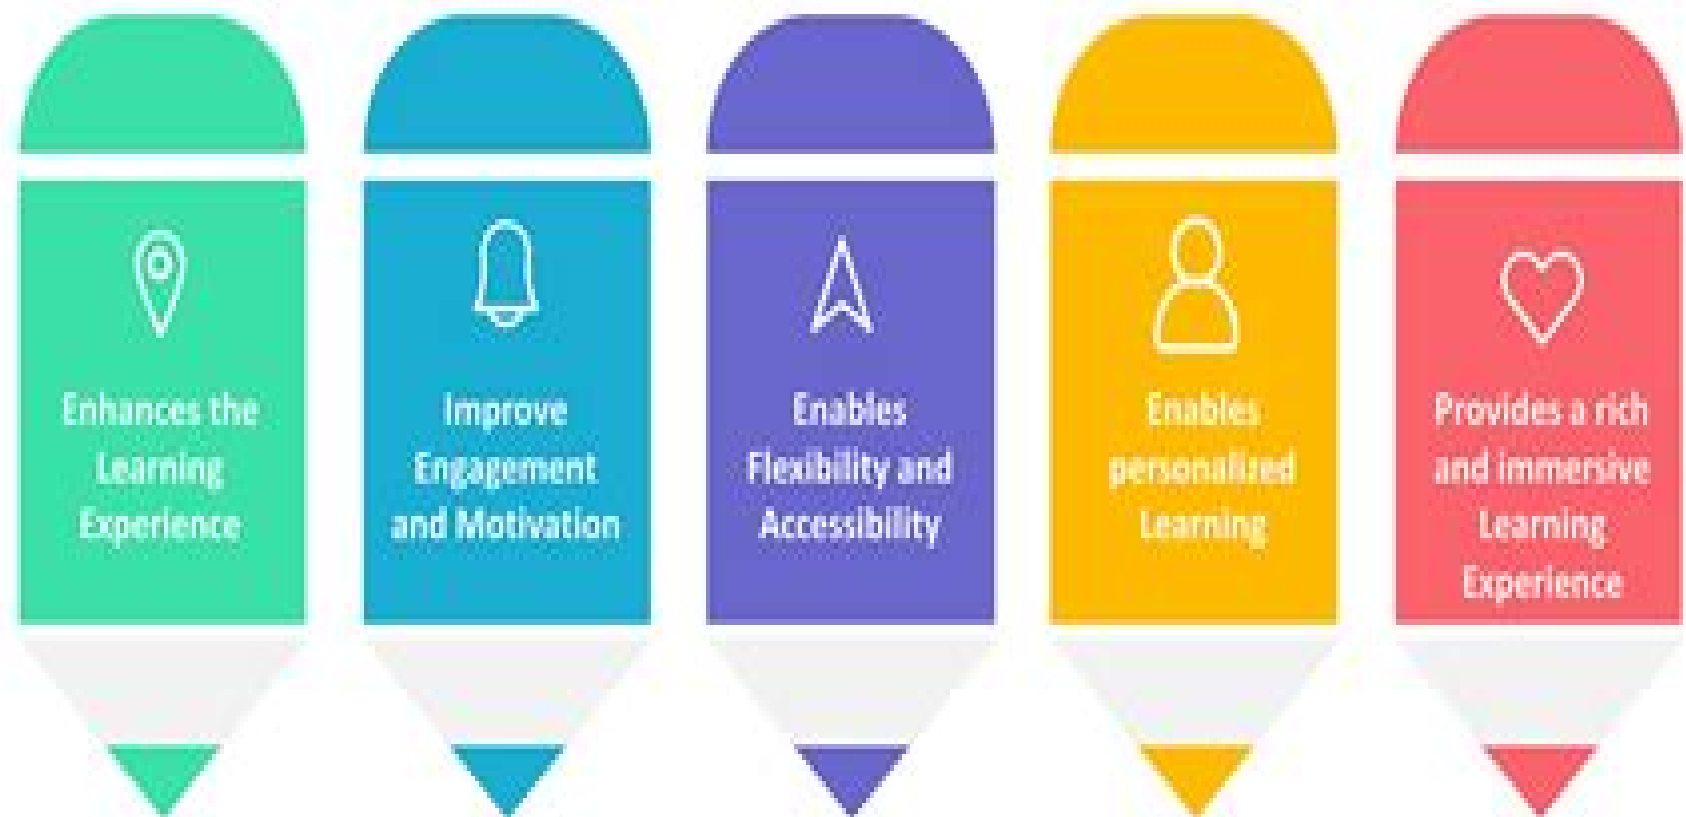 Enhances the
Learning
Experience
Improve
Engagement
and Motivation
Enables
Flexibility and
Accessibility
Enables
personalized
Learning
Provides a rich
and immersive
Learning
Experience